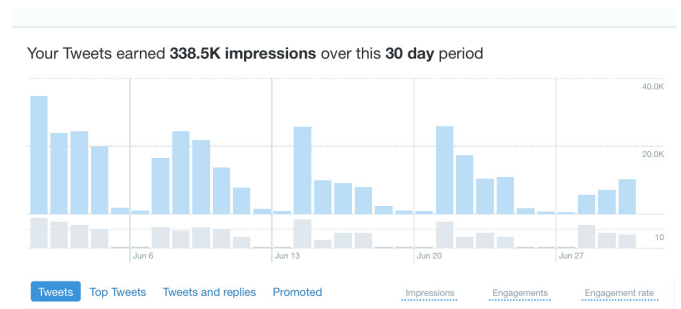 Your Tweets earned 338.5K impressions over this 30 day period
40.0K
20.0K
10
Jun 6 Jun 13 Jun 20 Jun 27
Tweets Top Tweets Tweets and replies Promoted Impressions Engagements Engagement rate